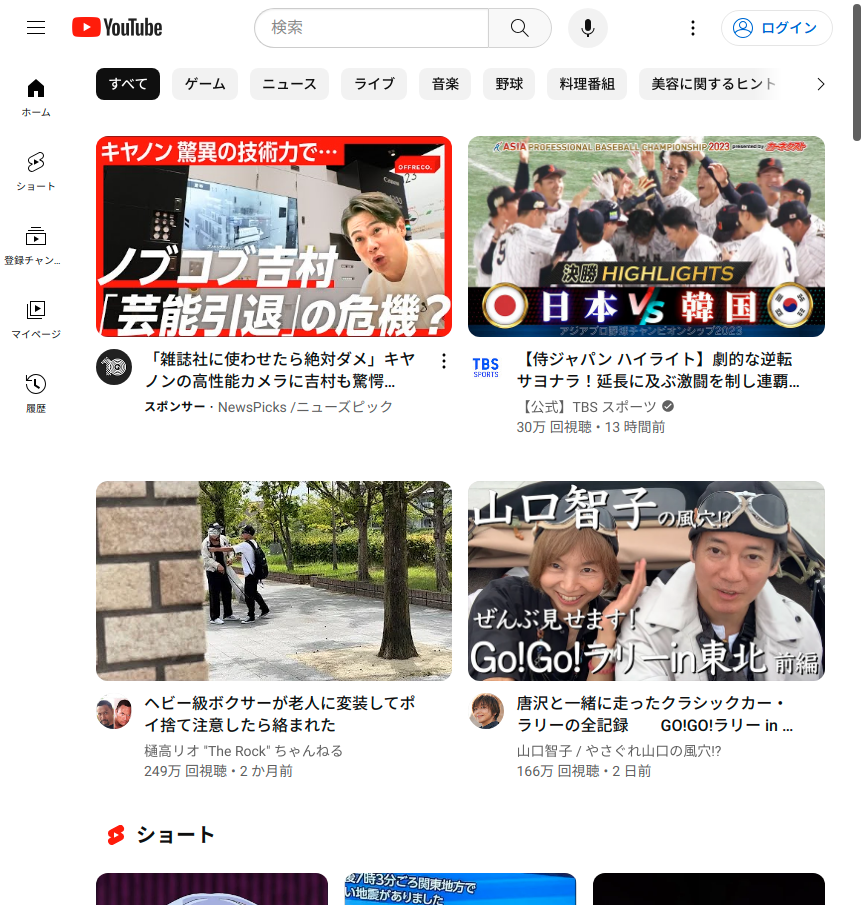 YouTube
検索
ログイン
すべて
ゲーム
ニュース
ライブ
音楽
野球
料理番組
美容に関するヒント
ホーム
ショート
登録チャン...
マイページ
履歴
キヤノン 驚異の技術力で…
OFFRECO.
Canon
ノブコブ吉村
「芸能引退」の危機?
「雑誌社に使わせたら絶対ダメ」キヤ
ノンの高性能カメラに吉村も驚愕...
スポンサー · NewsPicks /ニューズピック
ASIA PROFESSIONAL BASEBALL CHAMPIONSHIP 2023 presented by カーネクスト
決勝 HIGHLIGHTS
日本 VS 韓国
アジアプロ野球チャンピオンシップ2023
TBS
SPORTS
【侍ジャパン ハイライト】劇的な逆転
サヨナラ！延長に及ぶ激闘を制し連覇...
【公式】TBS スポーツ
30万 回視聴 • 13 時間前
ヘビー級ボクサーが老人に変装してポ
イ捨て注意したら絡まれた
樋高リオ "The Rock" ちゃんねる
249万 回視聴 • 2 か月前
山口智子の風穴!?
ぜんぶ見せます!
Go!Go!ラリーin東北 前編
唐沢と一緒に走ったクラシックカー・
ラリーの全記録　　GO!GO!ラリー in ...
山口智子 / やさぐれ山口の風穴!?
166万 回視聴 • 2 日前
ショート
後7時3分ごろ関東地方で
い地震がありました